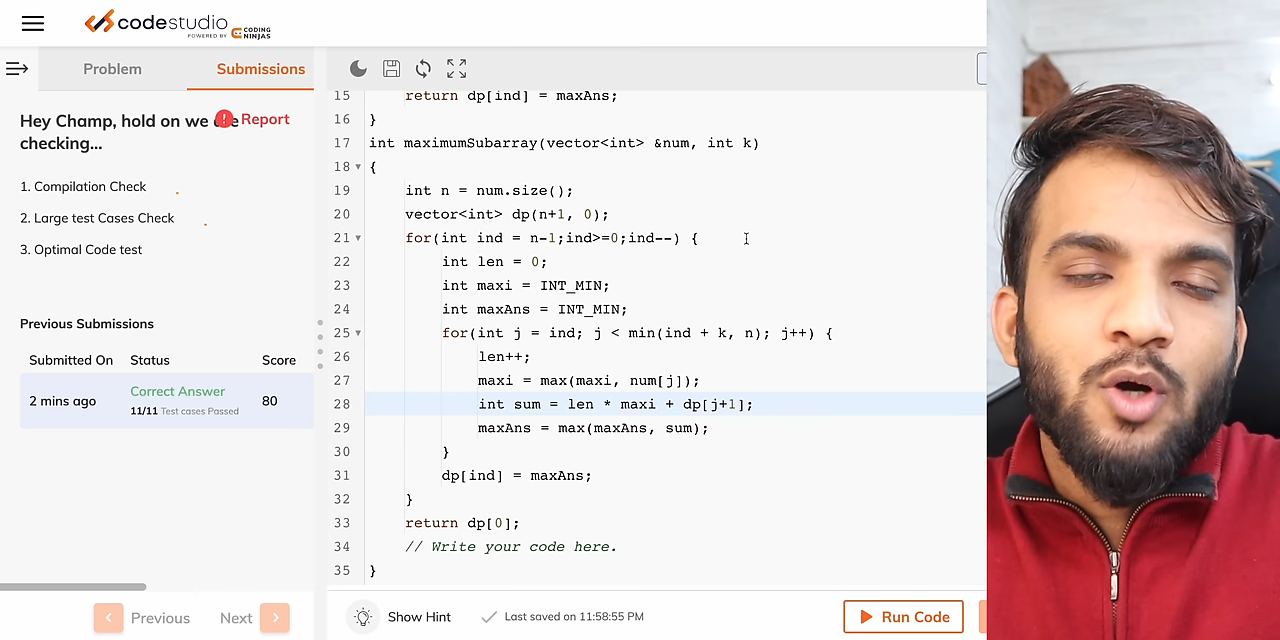 codestudio
POWERED BY CODING NINJAS
Problem
Submissions
Hey Champ, hold on we
checking...
Report
1. Compilation Check
2. Large test Cases Check
3. Optimal Code test
Previous Submissions
Submitted On Status Score
2 mins ago Correct Answer 80
11/11 Test cases Passed
Previous Next
15 return dp[ind] = maxAns;
16 }
17 int maximumSubarray(vector<int> &num, int k)
18 {
19 int n = num.size();
20 vector<int> dp(n+1, 0);
21 for(int ind = n-1;ind>=0;ind--) {
22 int len = 0;
23 int maxi = INT_MIN;
24 int maxAns = INT_MIN;
25 for(int j = ind; j < min(ind + k, n); j++) {
26 len++;
27 maxi = max(maxi, num[j]);
28 int sum = len * maxi + dp[j+1];
29 maxAns = max(maxAns, sum);
30 }
31 dp[ind] = maxAns;
32 }
33 return dp[0];
34 // Write your code here.
35 }
Show Hint
Last saved on 11:58:55 PM
Run Code